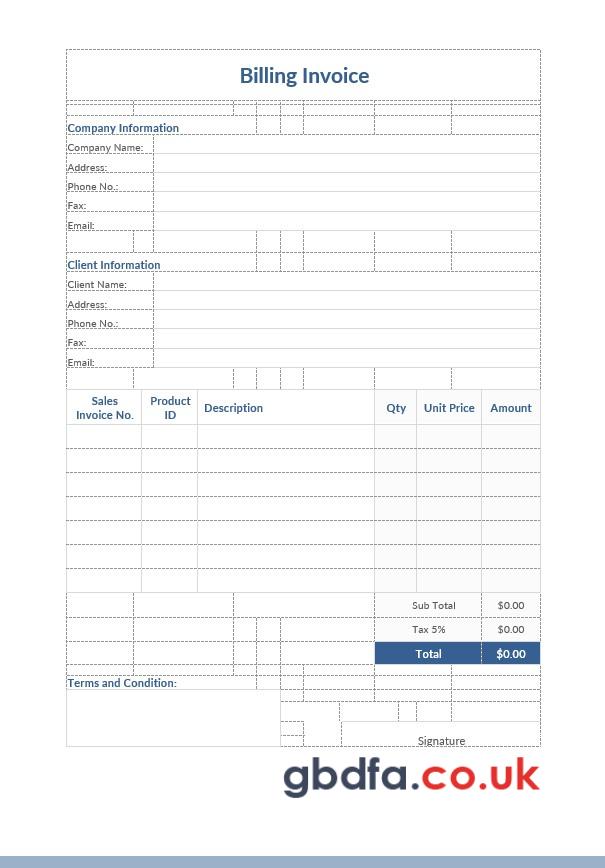 Billing Invoice
Company Information
Company Name:
Address:
Phone No.:
Fax:
Email:
Client Information
Client Name:
Address:
Phone No.:
Fax:
Email:
Sales Invoice No. Product ID Description Qty Unit Price Amount
Sub Total $0.00
Tax 5% $0.00
Total $0.00
Terms and Condition:
Signature
gbdfa.co.uk